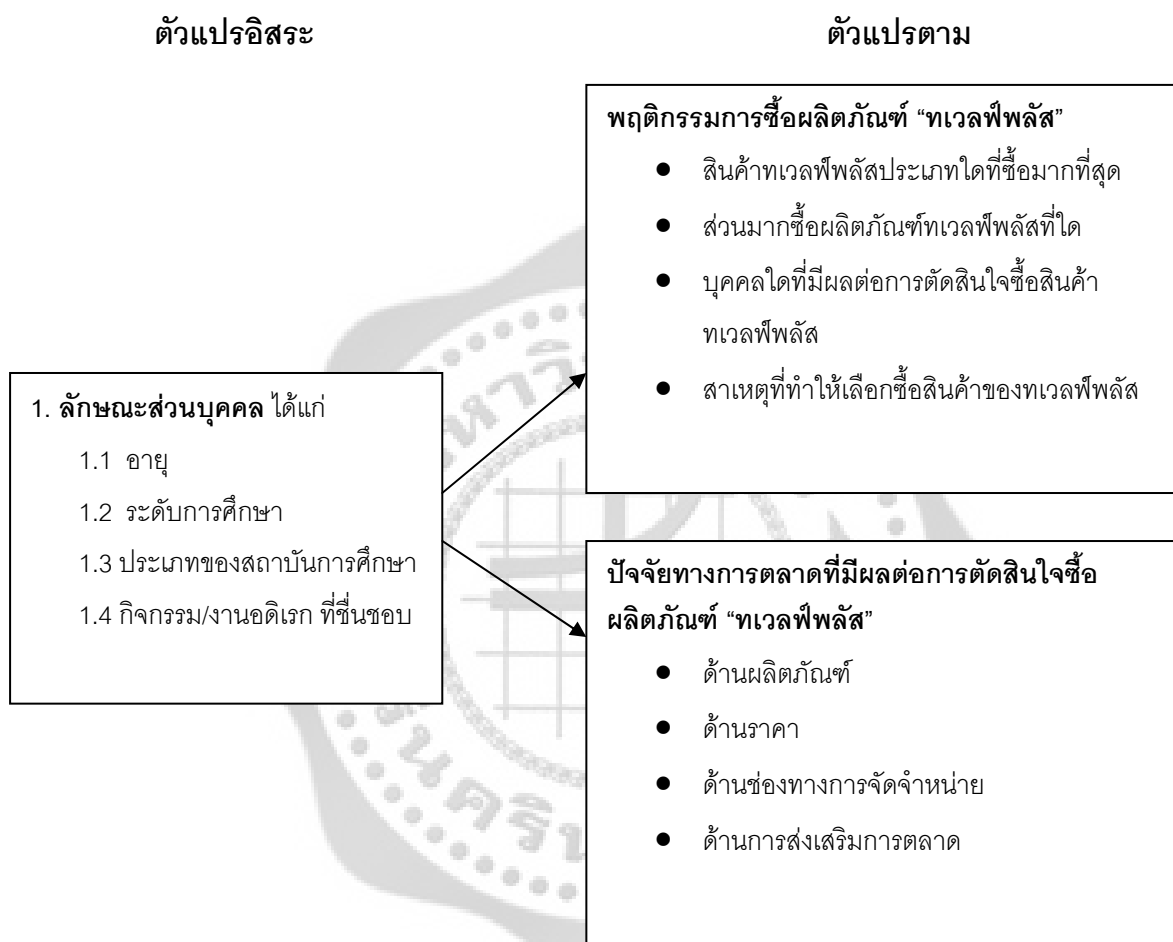 ตัวแปรอิสระ
ตัวแปรตาม
1. ลักษณะส่วนบุคคล ได้แก่
1.1 อายุ
1.2 ระดับการศึกษา
1.3 ประเภทของสถาบันการศึกษา
1.4 กิจกรรม/งานอดิเรก ที่ชื่นชอบ
พฤติกรรมการซื้อผลิตภัณฑ์ “ทเวลฟ์พลัส”
● สินค้าทเวลฟ์พลัสประเภทใดที่ซื้อมากที่สุด
● ส่วนมากซื้อผลิตภัณฑ์ทเวลฟ์พลัสที่ใด
● บุคคลใดที่มีผลต่อการตัดสินใจซื้อสินค้า
ทเวลฟ์พลัส
● สาเหตุที่ทำให้เลือกซื้อสินค้าของทเวลฟ์พลัส
ปัจจัยทางการตลาดที่มีผลต่อการตัดสินใจซื้อ
ผลิตภัณฑ์ “ทเวลฟ์พลัส”
● ด้านผลิตภัณฑ์
● ด้านราคา
● ด้านช่องทางการจัดจำหน่าย
● ด้านการส่งเสริมการตลาด